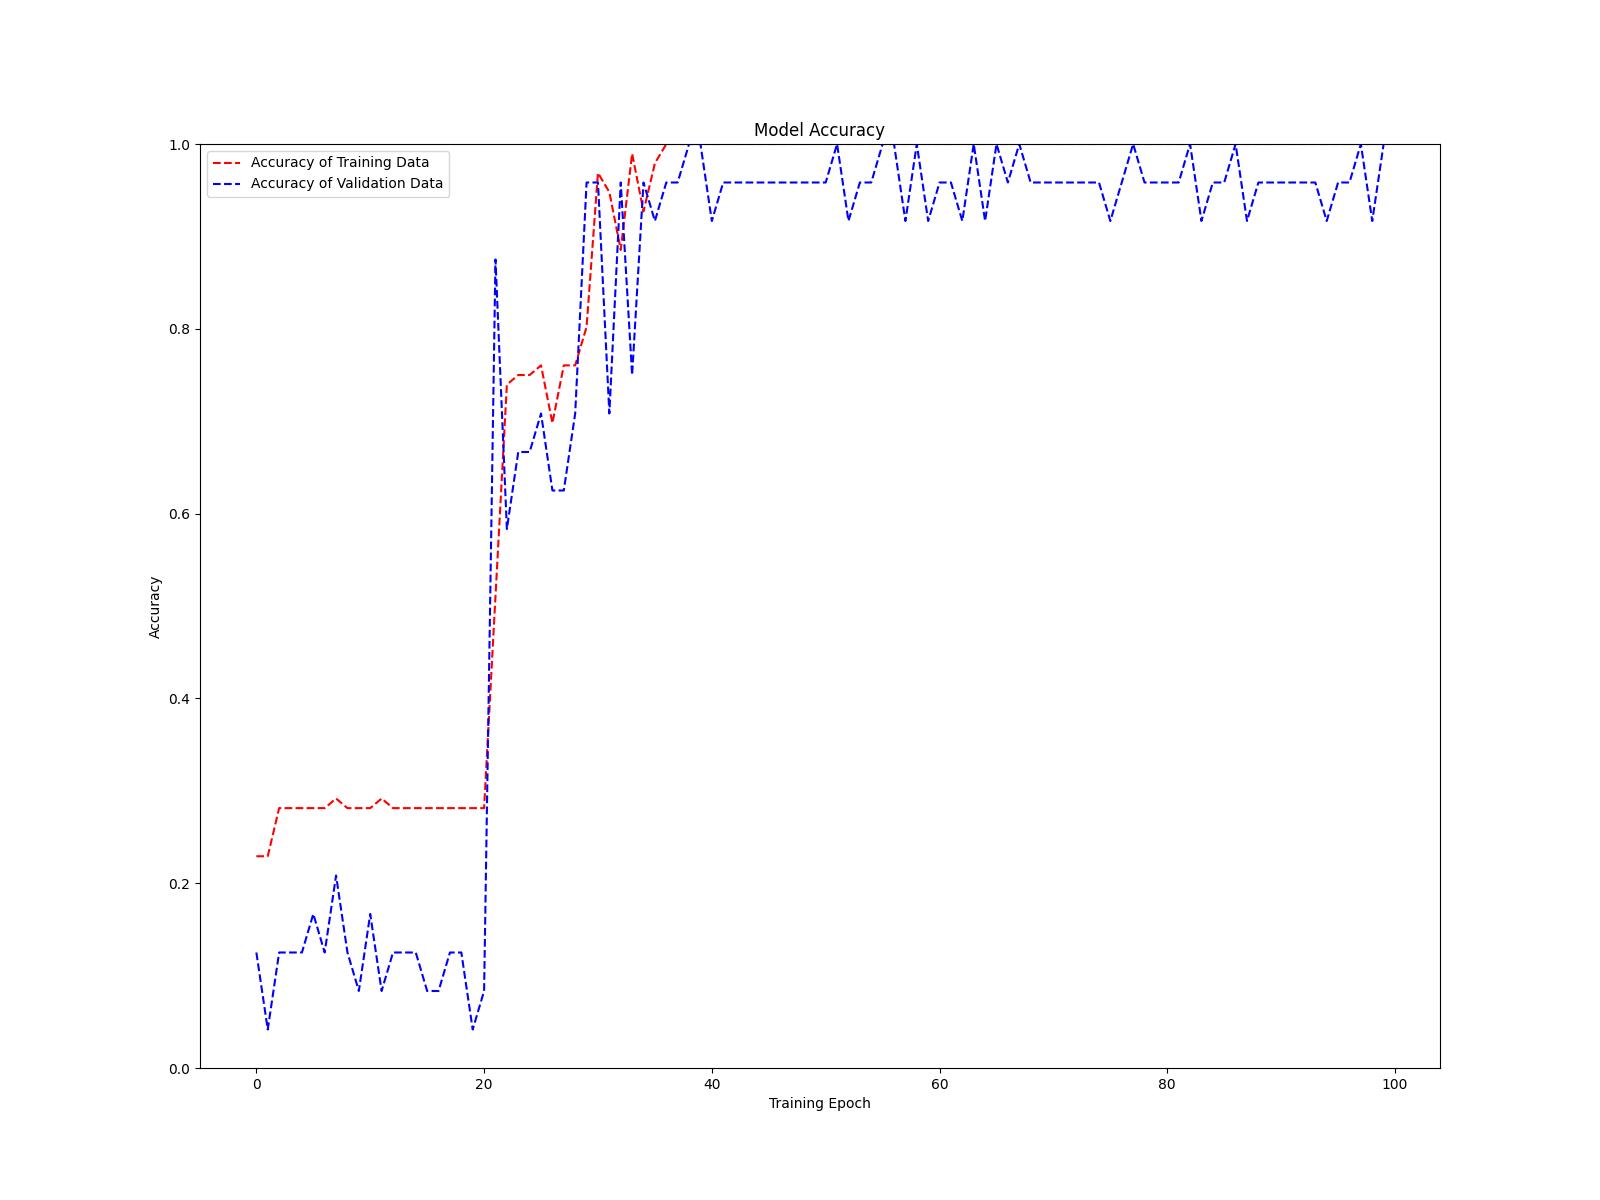 Model Accuracy
Accuracy of Training Data
Accuracy of Validation Data
1.0
0.8
0.6
0.4
0.2
0.0
Accuracy
0 20 40 60 80 100
Training Epoch